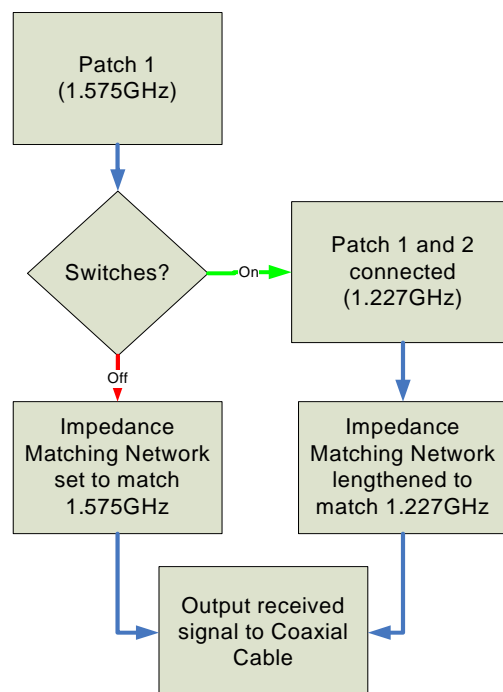 Patch 1
(1.575GHz)
Switches?
On
Patch 1 and 2
connected
(1.227GHz)
Off
Impedance
Matching Network
set to match
1.575GHz
Impedance
Matching Network
lengthened to
match 1.227GHz
Output received
signal to Coaxial
Cable